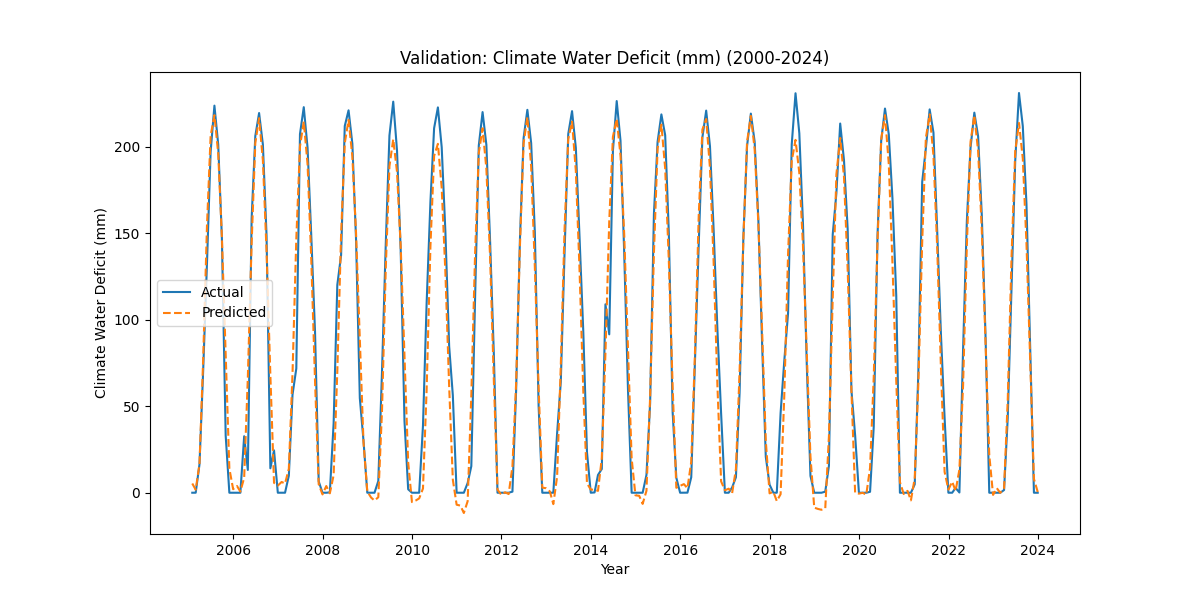 Validation: Climate Water Deficit (mm) (2000-2024)
Climate Water Deficit (mm)
200
150
100
50
0
Actual
Predicted
2006 2008 2010 2012 2014 2016 2018 2020 2022 2024
Year